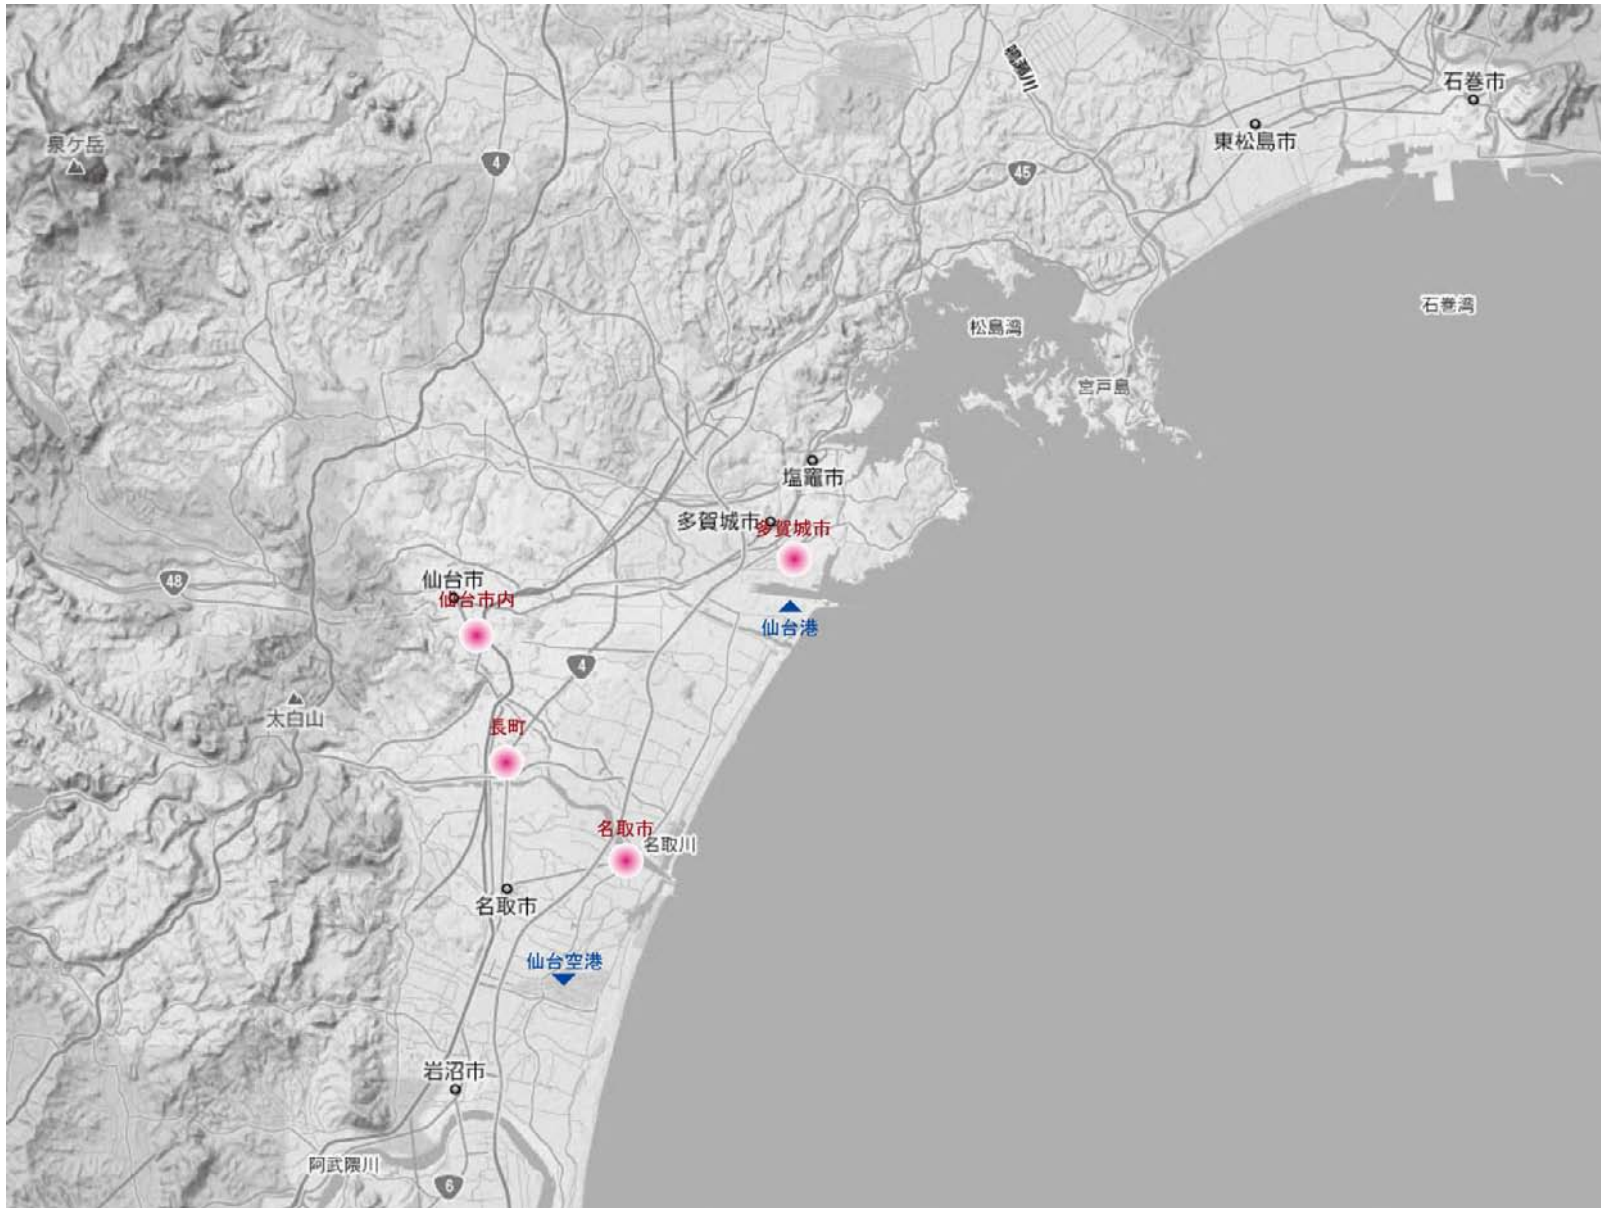 鳴瀬川
石巻市
東松島市
泉ケ岳
4
45
石巻湾
松島湾
宮戸島
塩竈市
多賀城市
多賀城市
仙台市
仙台市内
48
仙台港
4
太白山
長町
名取市
名取川
名取市
仙台空港
岩沼市
阿武隈川
6